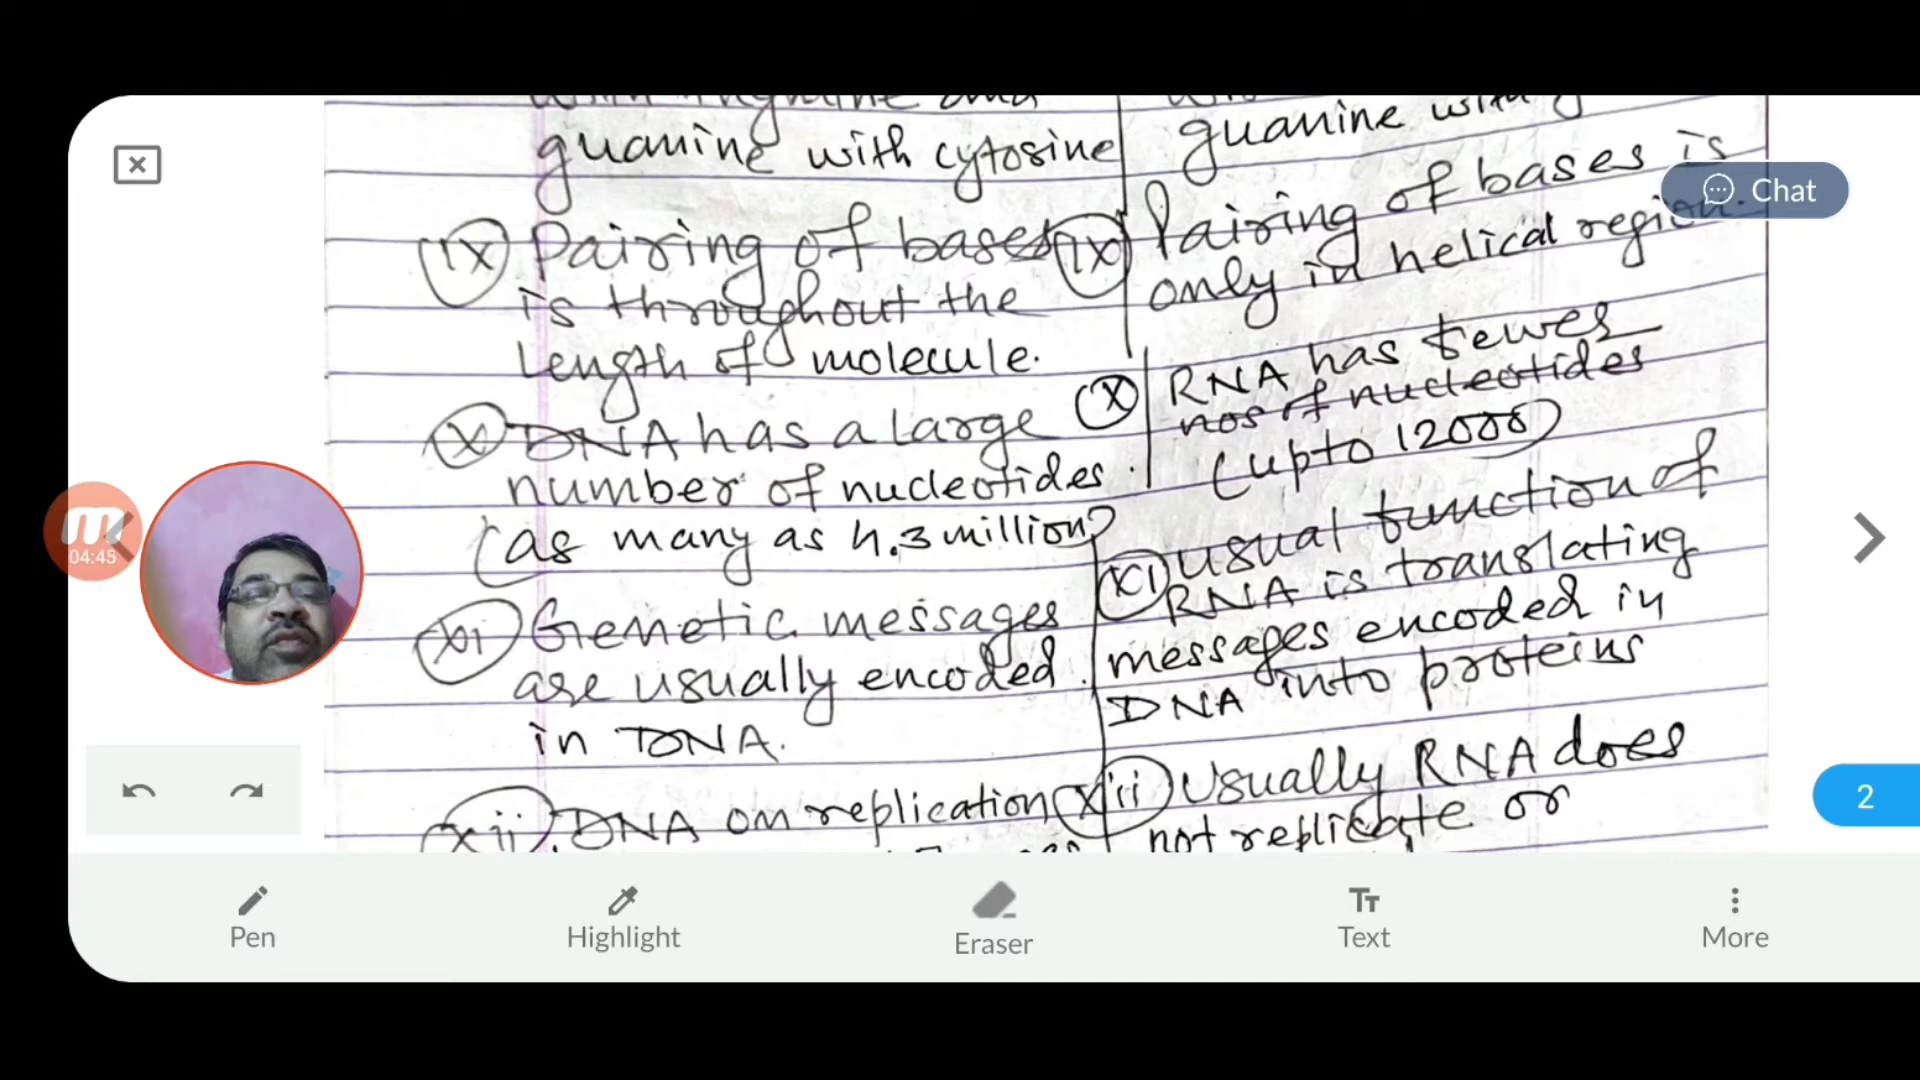 guanine with cytosine
(ix) Pairing of bases
is throughout the
length of molecule.
(x) DNA has a large
number of nucleotides
(as many as 4.3 million)
(xi) Genetic messages
are usually encoded
in DNA.
(xii) DNA on replication
guanine with
(ix) Pairing of bases is
only in helical region.
(x) RNA has fewer
nos of nucleotides
(upto 12000)
(xi) usual function of
RNA is translating
messages encoded in
DNA into proteins
(xii) Usually RNA does
not replicate or
Chat
04:45
2
Pen
Highlight
Eraser
Tт Text
More